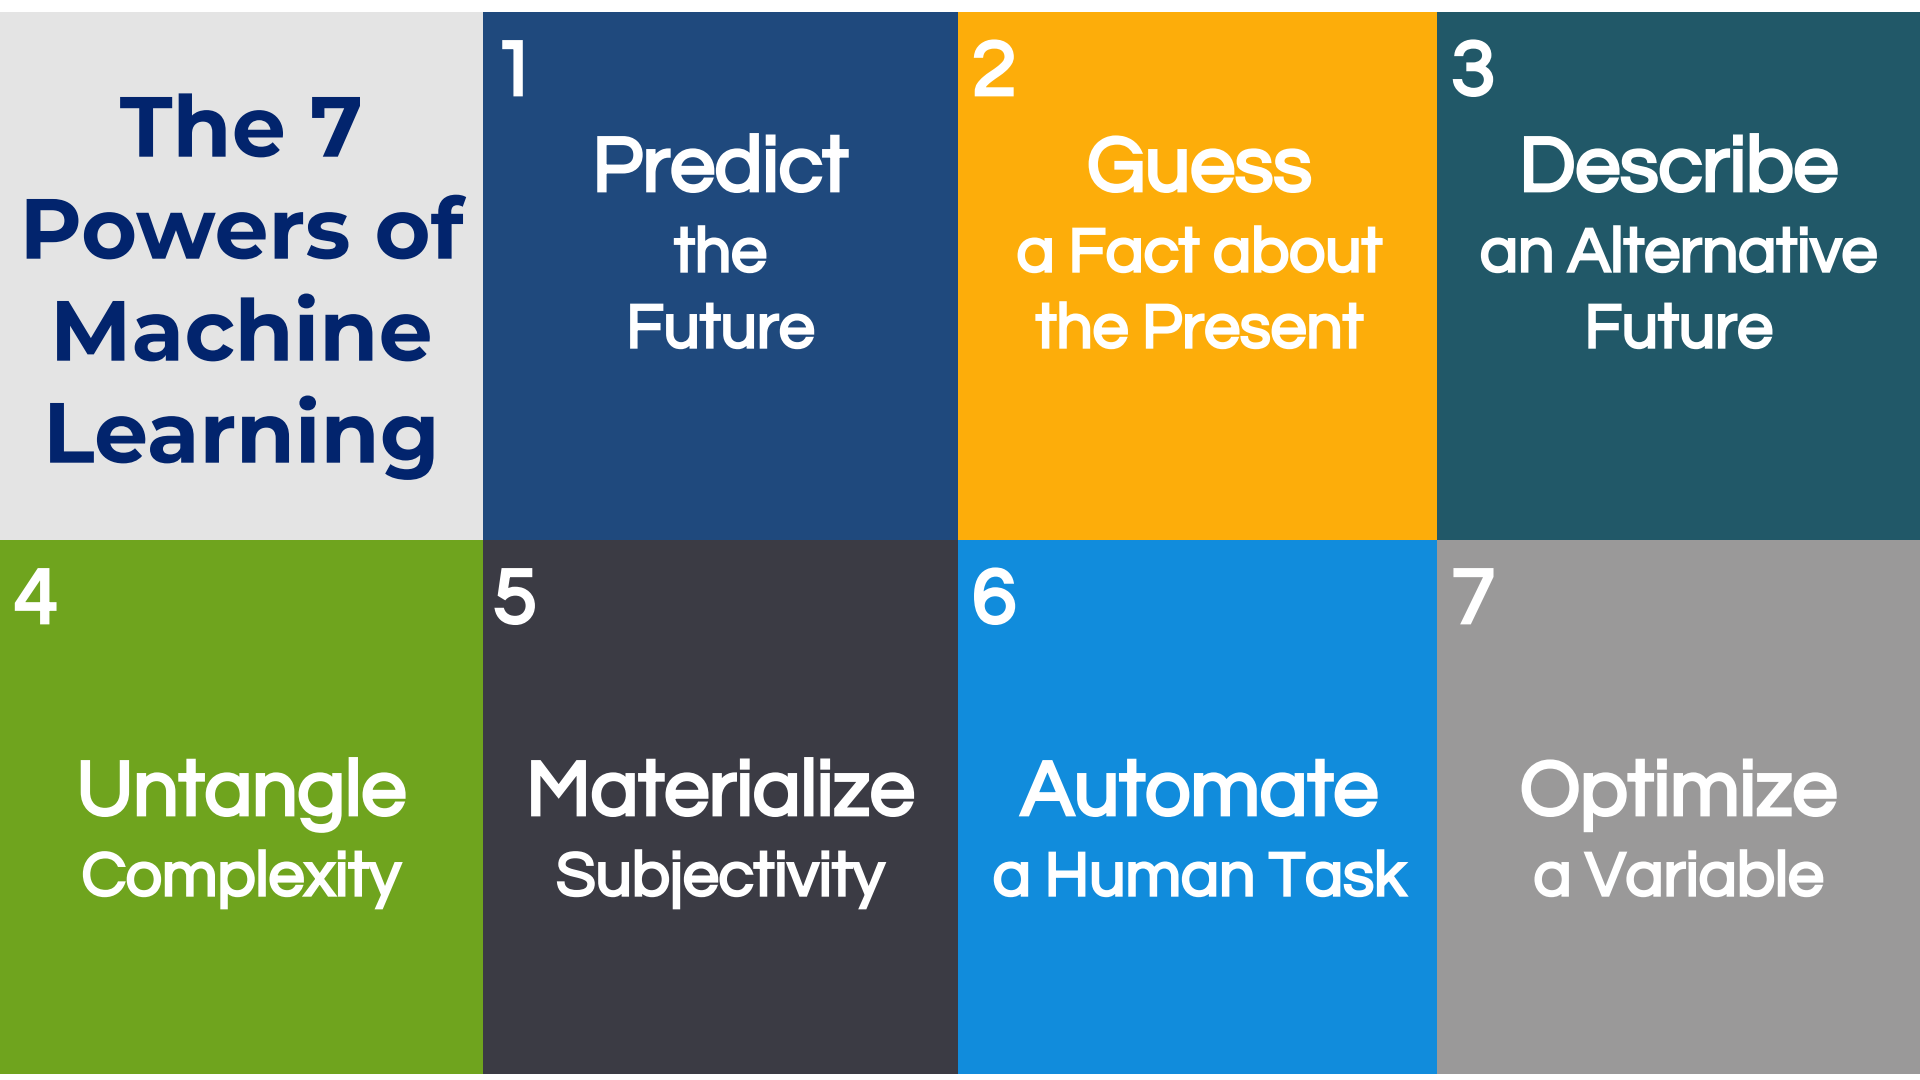 The 7
Powers of
Machine
Learning
1
Predict
the
Future
2
Guess
a Fact about
the Present
3
Describe
an Alternative
Future
4
Untangle
Complexity
5
Materialize
Subjectivity
6
Automate
a Human Task
7
Optimize
a Variable